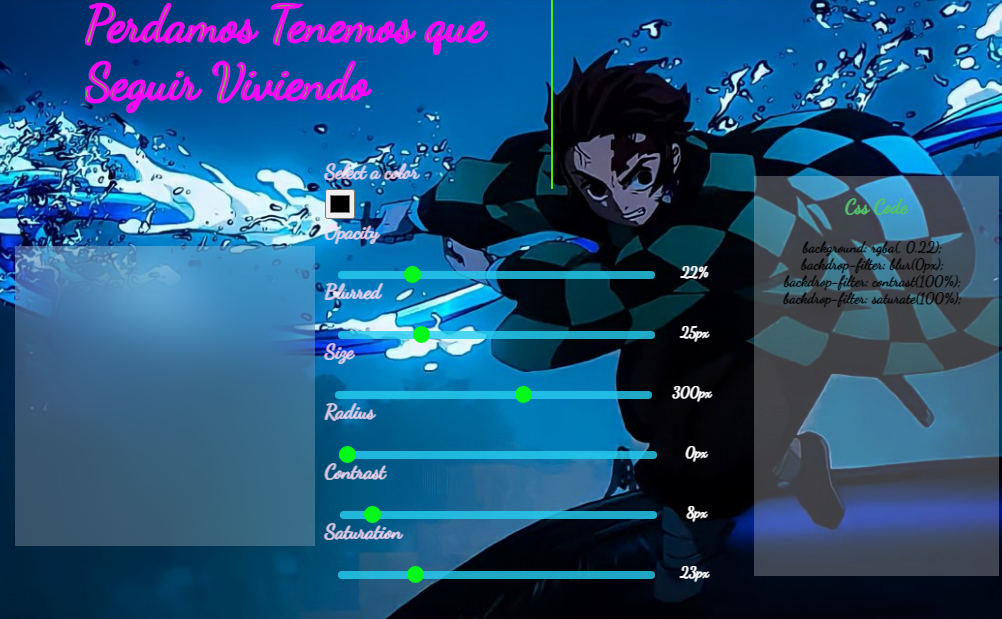 Perdamos Tenemos que
Seguir Viviendo
Select a color
Opacity
22%
Blurred
25px
Size
300px
Radius
0px
Contrast
8px
Saturation
23px
Css Code
background: rgba(, 0.22);
backdrop-filter: blur(0px);
backdrop-filter: contrast(100%);
backdrop-filter: saturate(100%);